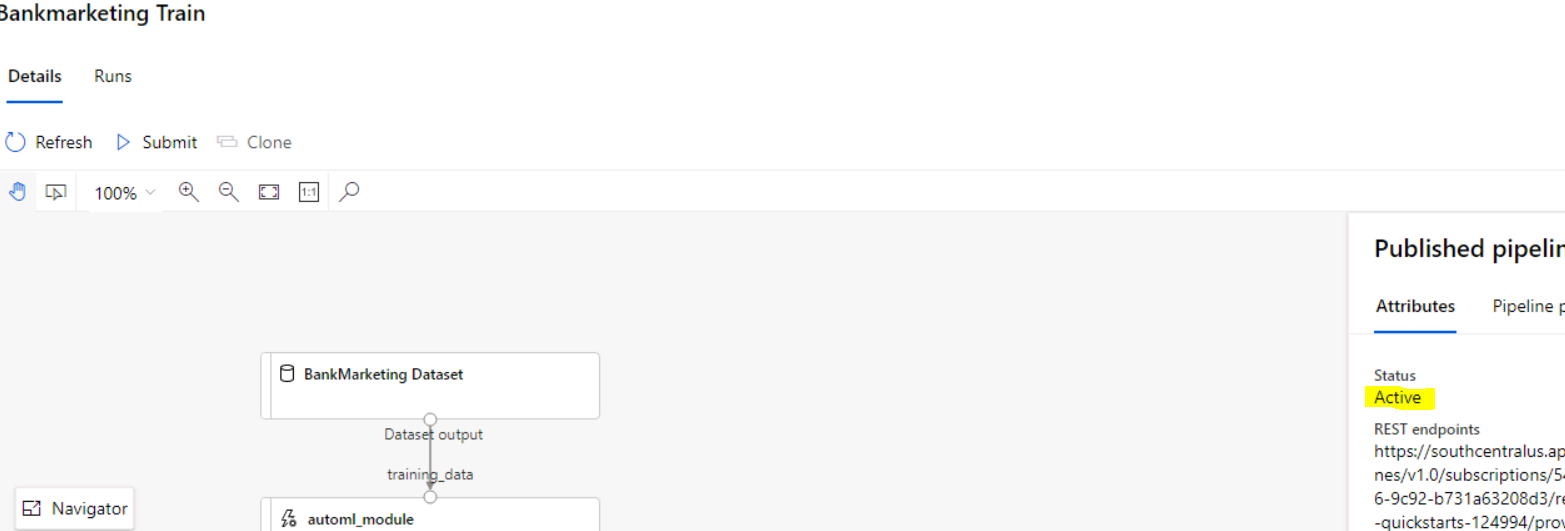 Bankmarketing Train
Details Runs
Refresh Submit Clone
100% 1:1
BankMarketing Dataset
Dataset output
training_data
automl_module
Navigator
Published
Attributes Pipeline
Status
Active
REST endpoints
https://southcentralus.ap
nes/v1.0/subscriptions/54
6-9c92-b731a63208d3/re
-quickstarts-124994/prov